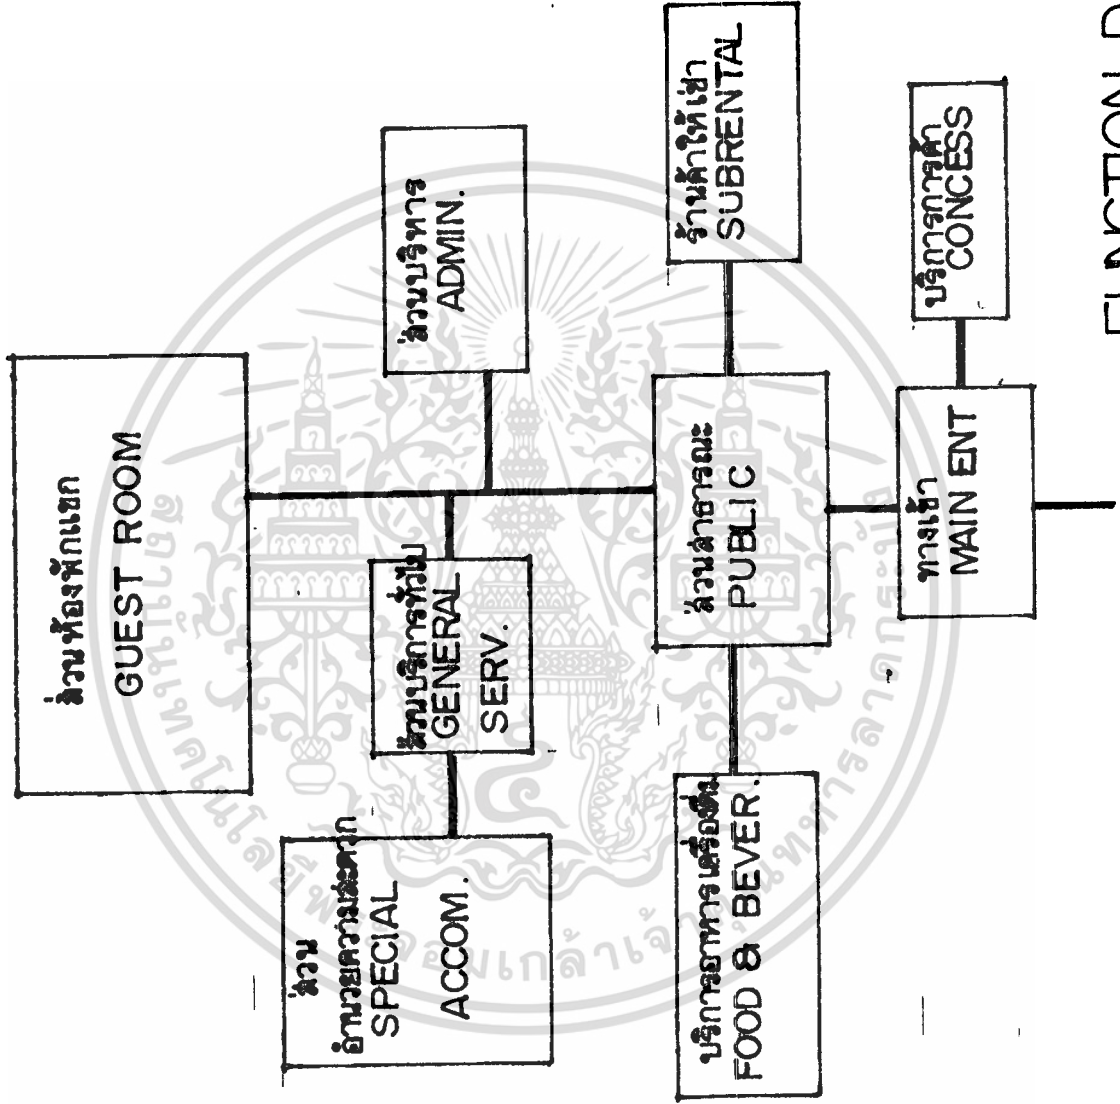 ส่วนห้องพักแขก
GUEST ROOM
ส่วนบริหาร
ADMIN.
ส่วนบริการทั่วไป
GENERAL
SERV.
ส่วน
อำนวยความสะดวก
SPECIAL
ACCOM.
ร้านค้าให้เช่า
SUBRENTAL
ส่วนสาธารณะ
PUBLIC
บริการอาหารเครื่องดื่ม
FOOD & BEVER.
บริการการค้า
CONCESS
ทางเข้า
MAIN ENT